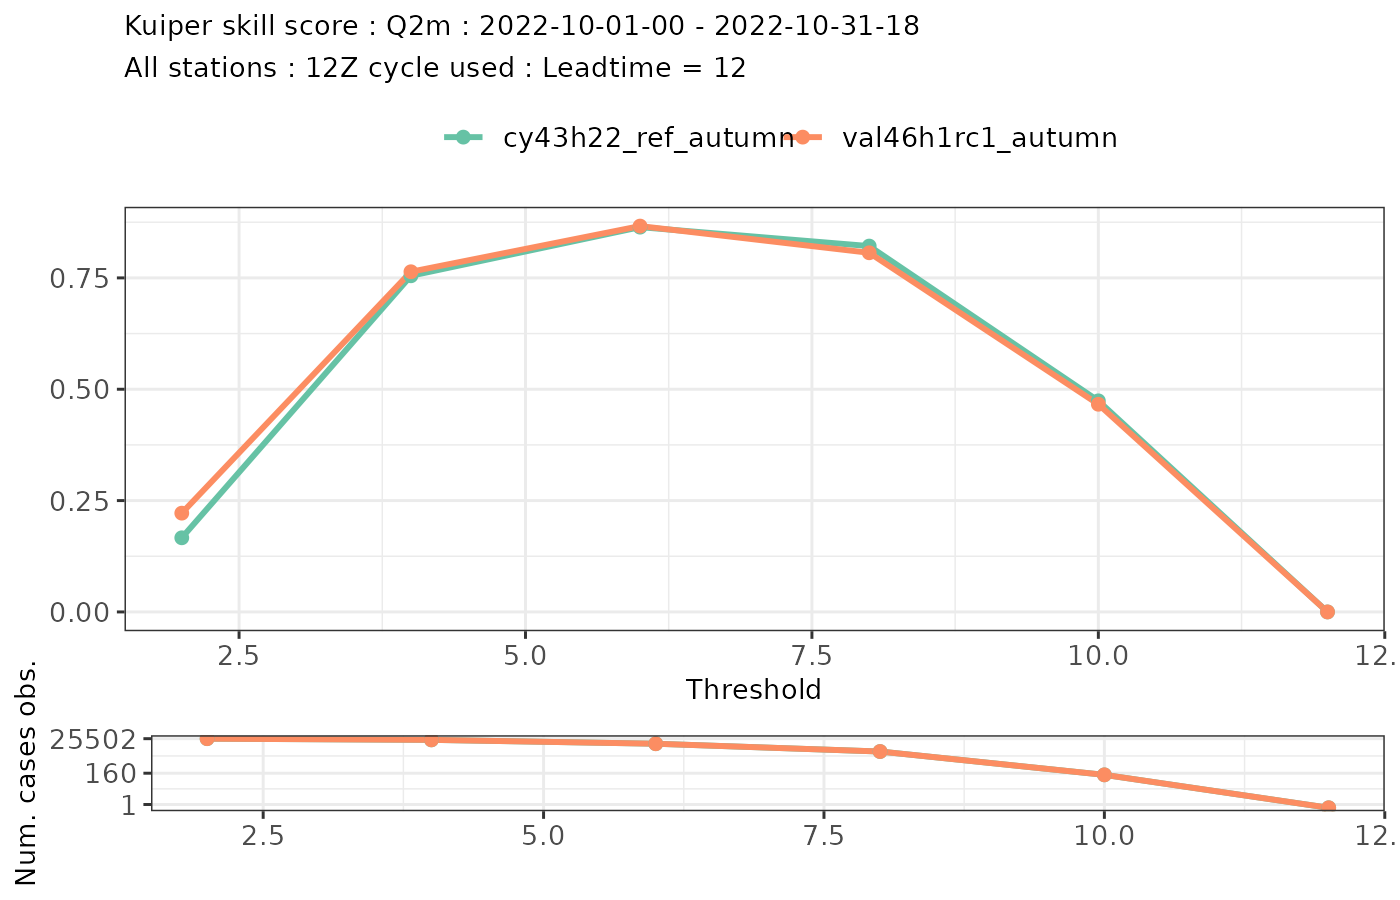 Kuiper skill score : Q2m : 2022-10-01-00 - 2022-10-31-18
All stations : 12Z cycle used : Leadtime = 12
cy43h22_ref_autumn val46h1rc1_autumn
0.75
0.50
0.25
0.00
2.5 5.0 7.5 10.0 12.
Threshold
Num. cases obs.
25502
160
1
2.5 5.0 7.5 10.0 12.